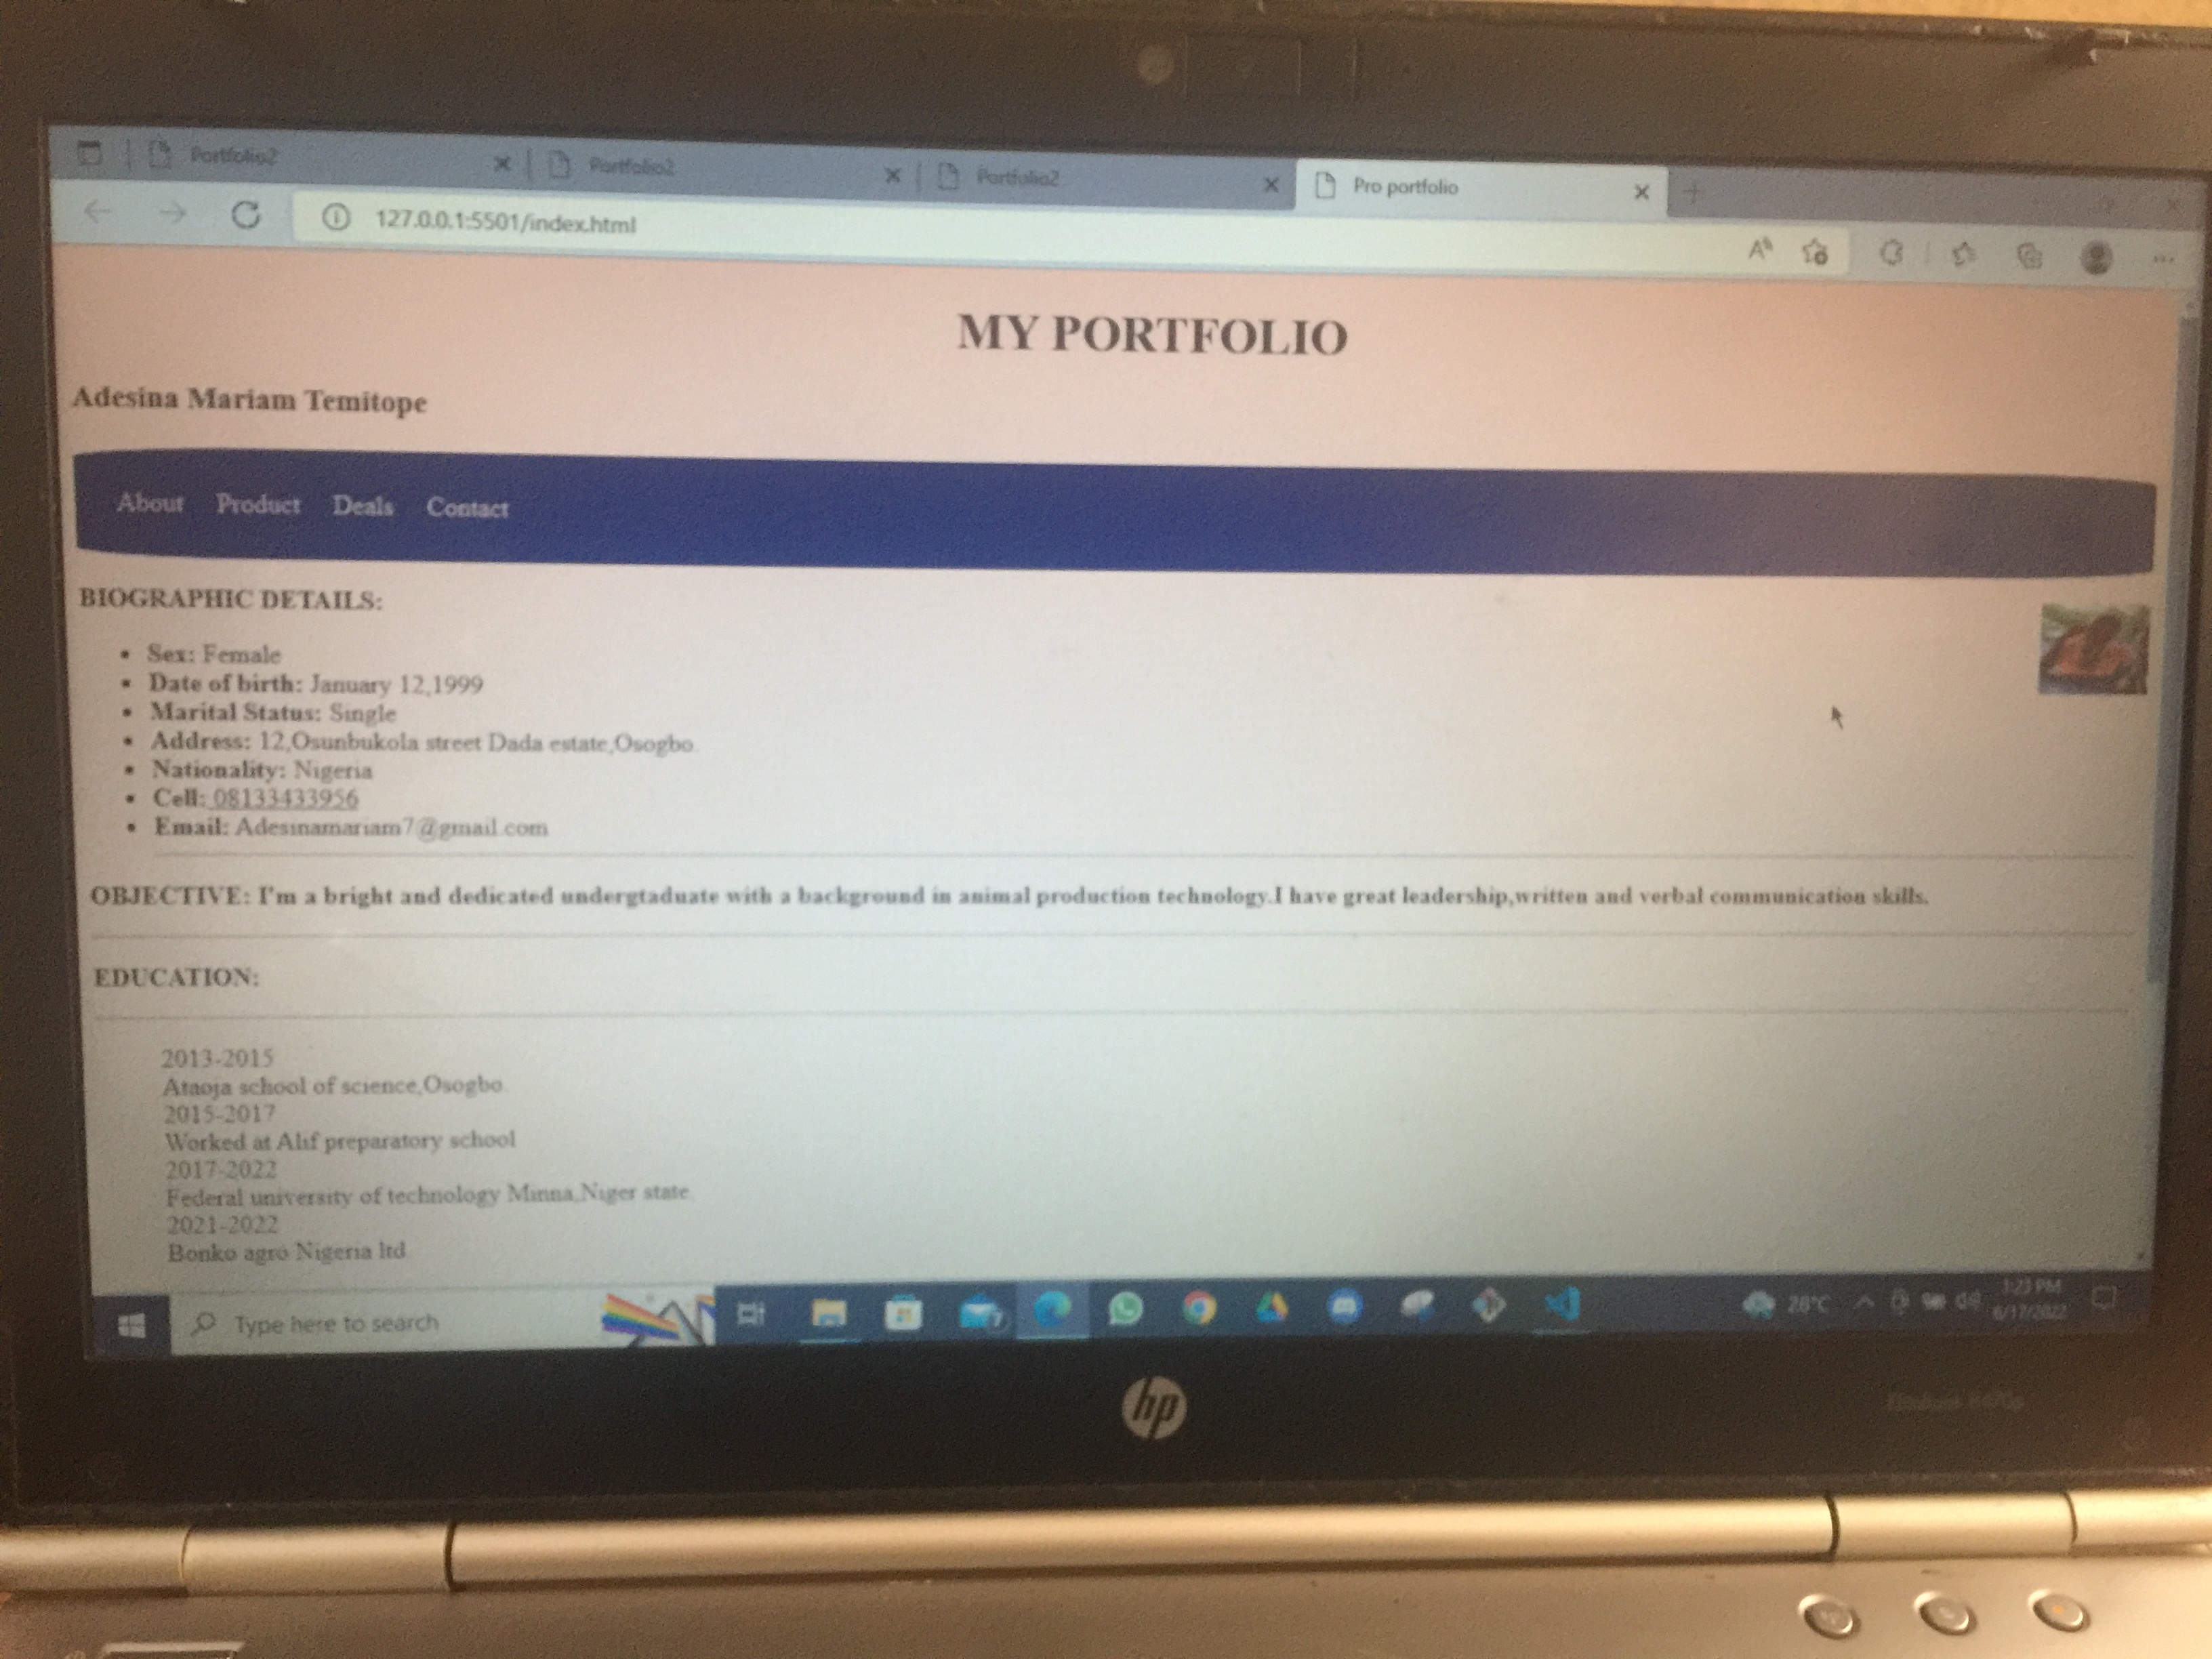 Portfolio2
Portfolio2
Portfolio2
Pro portfolio
127.0.0.1:5501/index.html
MY PORTFOLIO
Adesina Mariam Temitope
About Product Deals Contact
BIOGRAPHIC DETAILS:
• Sex: Female
• Date of birth: January 12,1999
• Marital Status: Single
• Address: 12,Osunbukola street Dada estate,Osogbo.
• Nationality: Nigeria
• Cell: 08133433956
• Email: Adesinamariam7@gmail.com
OBJECTIVE: I'm a bright and dedicated undergtaduate with a background in animal production technology.I have great leadership,written and verbal communication skills.
EDUCATION:
2013-2015
Ataoja school of science,Osogbo.
2015-2017
Worked at Alif preparatory school
2017-2022
Federal university of technology Minna,Niger state.
2021-2022
Bonko agro Nigeria ltd.
Type here to search
28°C
1:23 PM
6/17/2022
hp